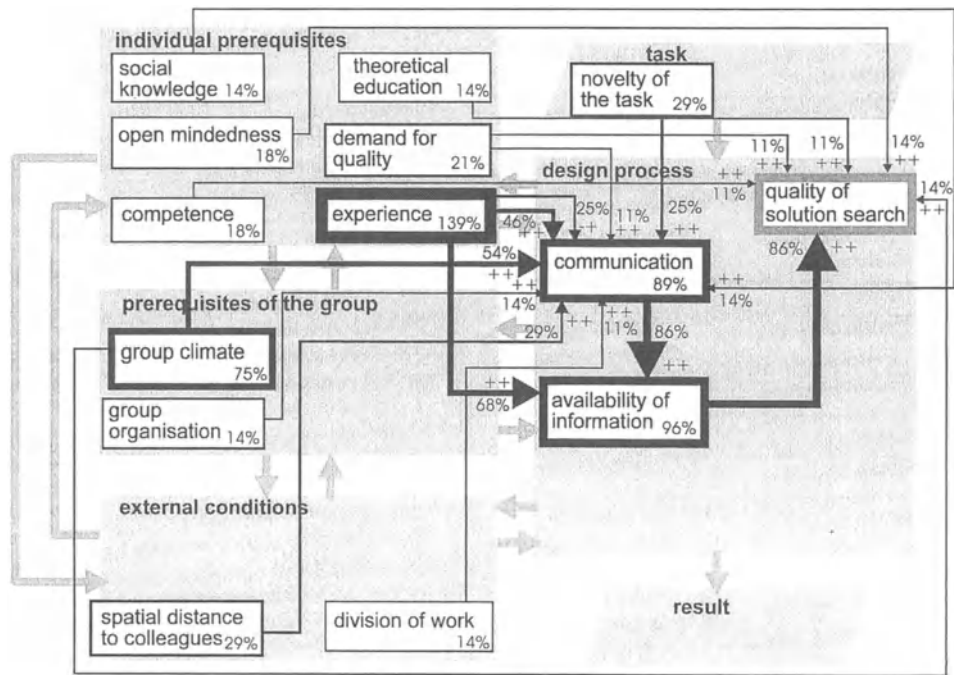 individual prerequisites
task
social
knowledge 14%
theoretical
education 14%
novelty of
the task 29%
open mindedness
18%
demand for
quality 21%
11%
++
11%
++
14%
++
design process
++
11%
quality of
solution search
14%
++
competence
18%
experience
139%
46%
++
25%
++
11%
++
25%
++
86%
++
54%
++
communication
89%
++
14%
++
14%
prerequisites of the group
29%
++
++
11%
86%
++
group climate
75%
++
68%
availability of
information 96%
group
organisation 14%
external conditions
result
spatial distance
to colleagues 29%
division of work
14%